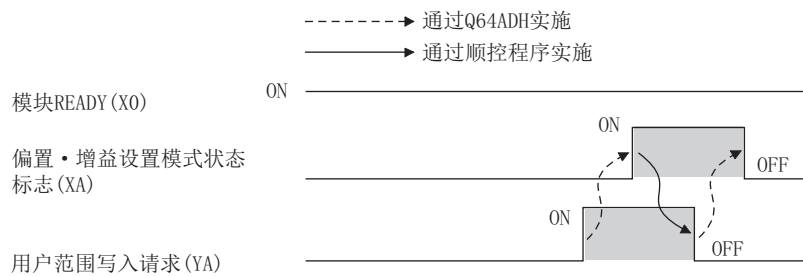 通过Q64ADH实施
通过顺控程序实施
模块READY(X0)
ON
偏置·增益设置模式状态
标志(XA)
ON
OFF
用户范围写入请求(YA)
ON
OFF